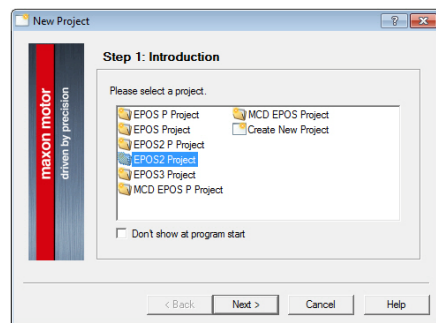 New Project
maxon motor
driven by precision
Step 1: Introduction
Please select a project.
EPOS P Project
EPOS Project
EPOS2 P Project
EPOS2 Project
EPOS3 Project
MCD EPOS P Project
MCD EPOS Project
Create New Project
Don't show at program start
< Back
Next >
Cancel
Help